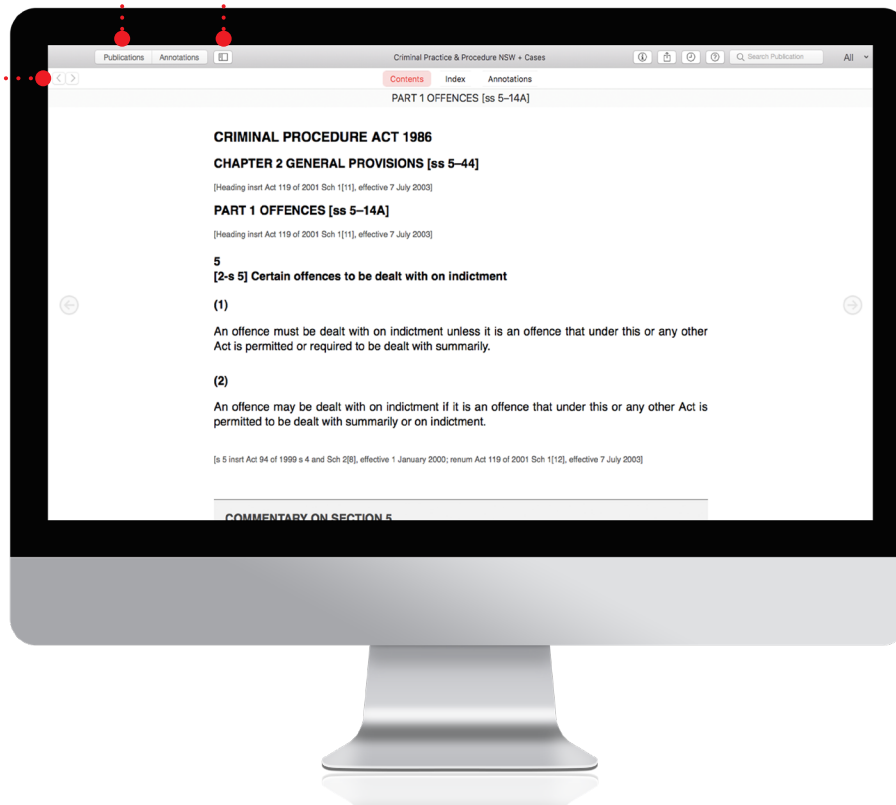 Publications Annotations Criminal Practice & Procedure NSW + Cases Search Publication All
Contents Index Annotations
PART 1 OFFENCES [ss 5–14A]
CRIMINAL PROCEDURE ACT 1986
CHAPTER 2 GENERAL PROVISIONS [ss 5–44]
[Heading insrt Act 119 of 2001 Sch 1[11], effective 7 July 2003]
PART 1 OFFENCES [ss 5–14A]
[Heading insrt Act 119 of 2001 Sch 1[11], effective 7 July 2003]
5
[2-s 5] Certain offences to be dealt with on indictment
(1)
An offence must be dealt with on indictment unless it is an offence that under this or any other
Act is permitted or required to be dealt with summarily.
(2)
An offence may be dealt with on indictment if it is an offence that under this or any other Act is
permitted to be dealt with summarily or on indictment.
[s 5 insrt Act 94 of 1999 s 4 and Sch 2[8], effective 1 January 2000; renum Act 119 of 2001 Sch 1[12], effective 7 July 2003]
COMMENTARY ON SECTION 5